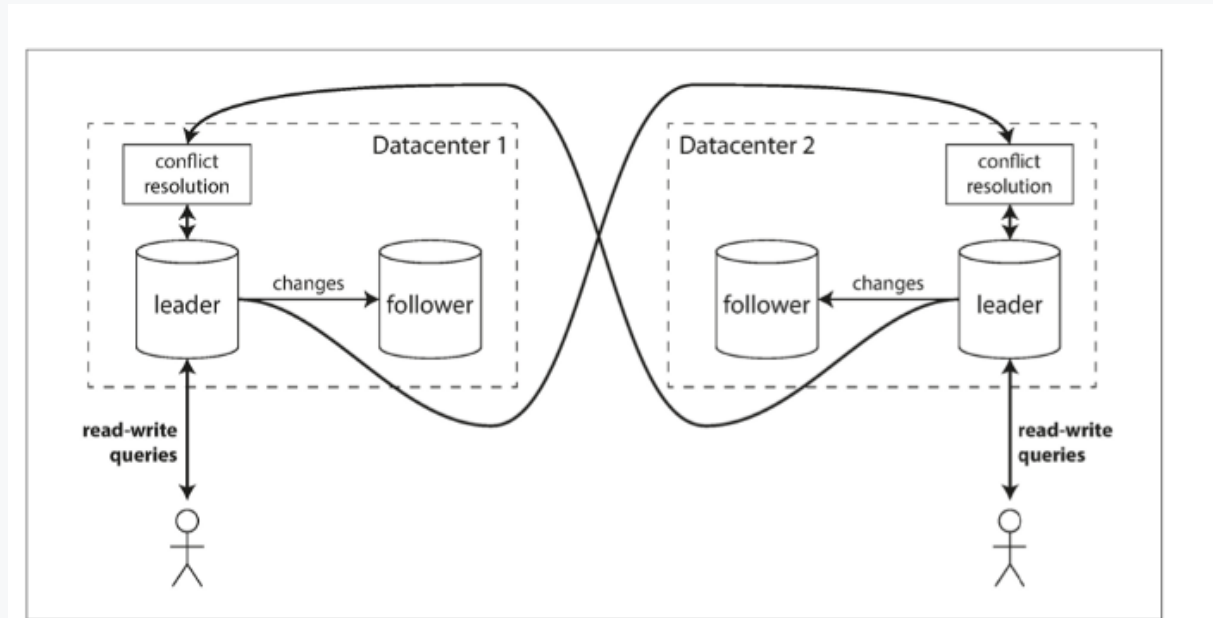 Datacenter 1
Datacenter 2
conflict
resolution
conflict
resolution
leader
changes
follower
follower
changes
leader
read-write
queries
read-write
queries